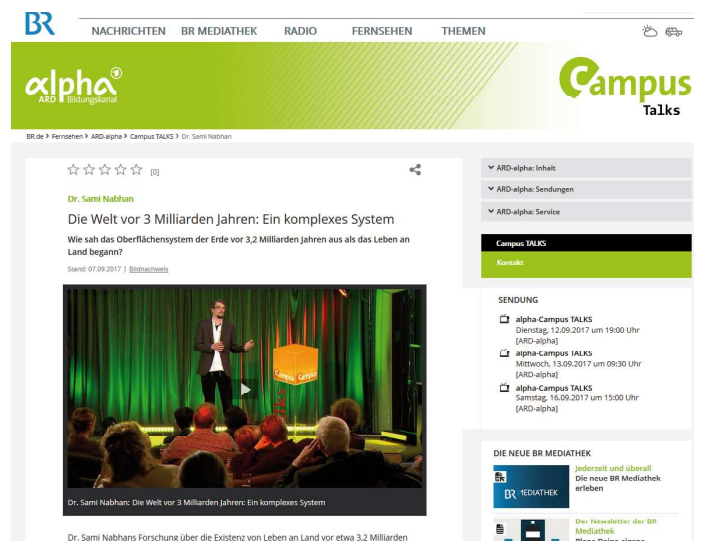 BR
NACHRICHTEN BR MEDIATHEK RADIO FERNSEHEN THEMEN
alpha®
ARD Bildungskanal
Campus
Talks
BR.de > Fernsehen > ARD-alpha > Campus TALKS > Dr. Sami Nabhan
[0]
Dr. Sami Nabhan
Die Welt vor 3 Milliarden Jahren: Ein komplexes System
Wie sah das Oberflächensystem der Erde vor 3,2 Milliarden Jahren aus als das Leben an
Land begann?
Stand: 07.09.2017 | Bildnachweis
Campus Campus
Dr. Sami Nabhan: Die Welt vor 3 Milliarden Jahren: Ein komplexes System
Dr. Sami Nabhans Forschung über die Existenz von Leben an Land vor etwa 3,2 Milliarden
ARD-alpha: Inhalt
ARD-alpha: Sendungen
ARD-alpha: Service
Campus TALKS
Kontakt
SENDUNG
alpha-Campus TALKS
Dienstag, 12.09.2017 um 19:00 Uhr
[ARD-alpha]
alpha-Campus TALKS
Mittwoch, 13.09.2017 um 09:30 Uhr
[ARD-alpha]
alpha-Campus TALKS
Samstag, 16.09.2017 um 15:00 Uhr
[ARD-alpha]
DIE NEUE BR MEDIATHEK
Jederzeit und überall
Die neue BR Mediathek
erleben
BR MEDIATHEK
Der Newsletter der BR
Mediathek